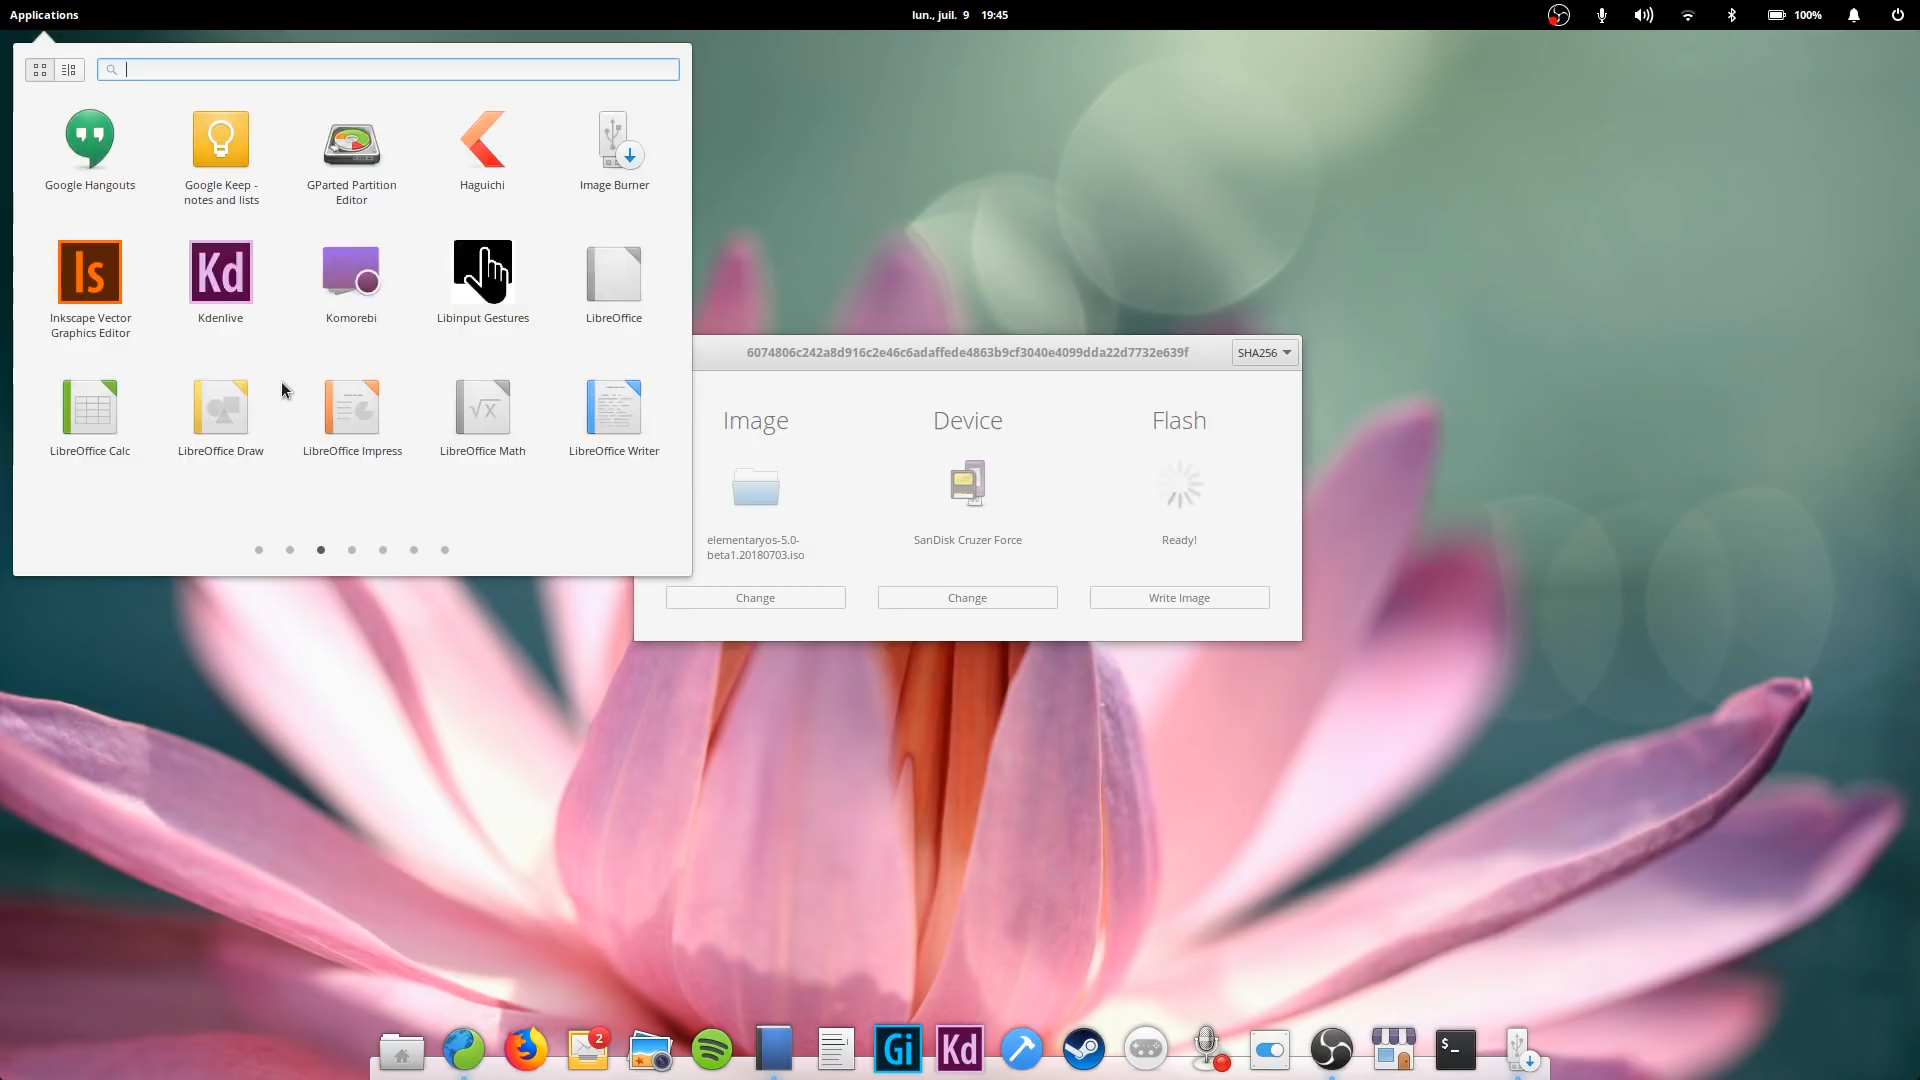 Applications
lun., juil. 9 19:45
100%
Google Hangouts
Google Keep -
notes and lists
GParted Partition
Editor
Haguichi
Image Burner
Is
Kd
Inkscape Vector
Graphics Editor
Kdenlive
Komorebi
Libinput Gestures
LibreOffice
√x
LibreOffice Calc
LibreOffice Draw
LibreOffice Impress
LibreOffice Math
LibreOffice Writer
6074806c242a8d916c2e46c6adaffede4863b9cf3040e4099dda22d7732e639f
SHA256
Image
Device
Flash
elementaryos-5.0-
beta1.20180703.iso
SanDisk Cruzer Force
Ready!
Change
Change
Write Image
2
Gi
Kd
$_